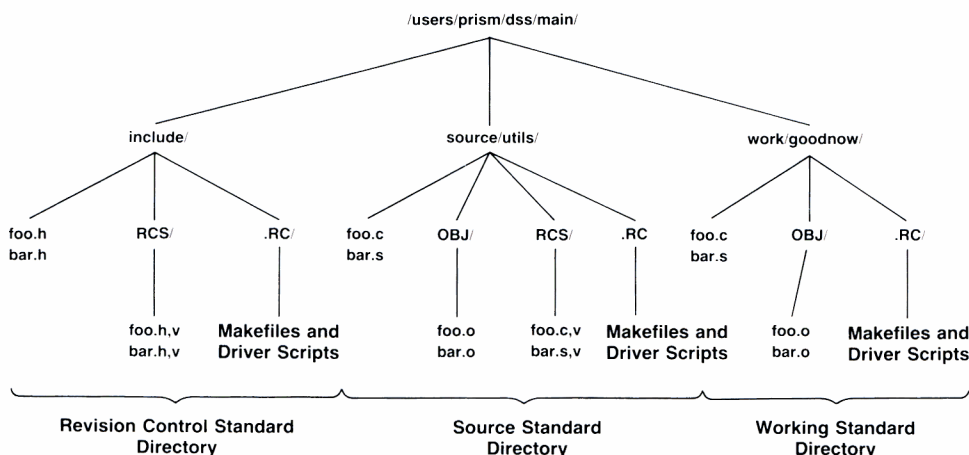 /users/prism/dss/main/
include/
source/utils/
work/goodnow/
foo.h
bar.h
RCS/
.RC/
foo.c
bar.s
OBJ/
RCS/
.RC
foo.c
bar.s
OBJ/
.RC/
foo.h,v
bar.h,v
Makefiles and
Driver Scripts
foo.o
bar.o
foo.c,v
bar.s,v
Makefiles and
Driver Scripts
foo.o
bar.o
Makefiles and
Driver Scripts
Revision Control Standard
Directory
Source Standard
Directory
Working Standard
Directory